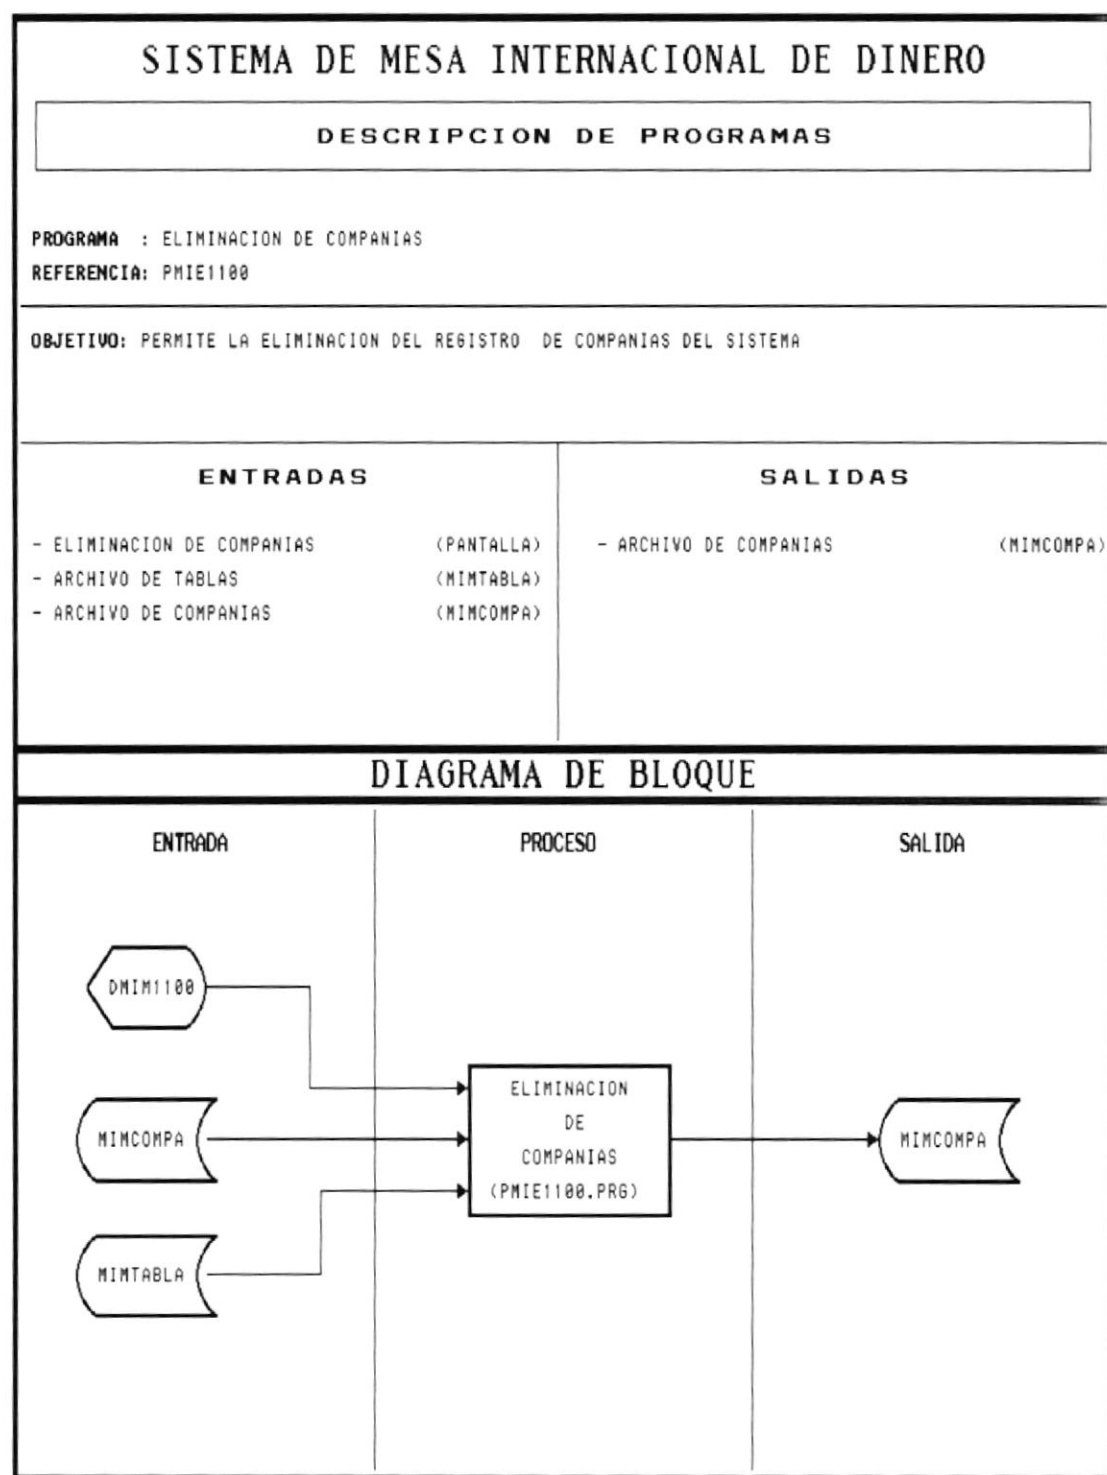 SISTEMA DE MESA INTERNACIONAL DE DINERO
DESCRIPCION DE PROGRAMAS
PROGRAMA : ELIMINACION DE COMPANIAS
REFERENCIA: PMIE1100
OBJETIVO: PERMITE LA ELIMINACION DEL REGISTRO DE COMPANIAS DEL SISTEMA
ENTRADAS
- ELIMINACION DE COMPANIAS (PANTALLA)
- ARCHIVO DE TABLAS (MIMTABLA)
- ARCHIVO DE COMPANIAS (MIMCOMPA)
SALIDAS
- ARCHIVO DE COMPANIAS (MIMCOMPA)
DIAGRAMA DE BLOQUE
ENTRADA
PROCESO
SALIDA
DMIM1100
MIMCOMPA
MIMTABLA
ELIMINACION
DE
COMPANIAS
(PMIE1100.PRG)
MIMCOMPA